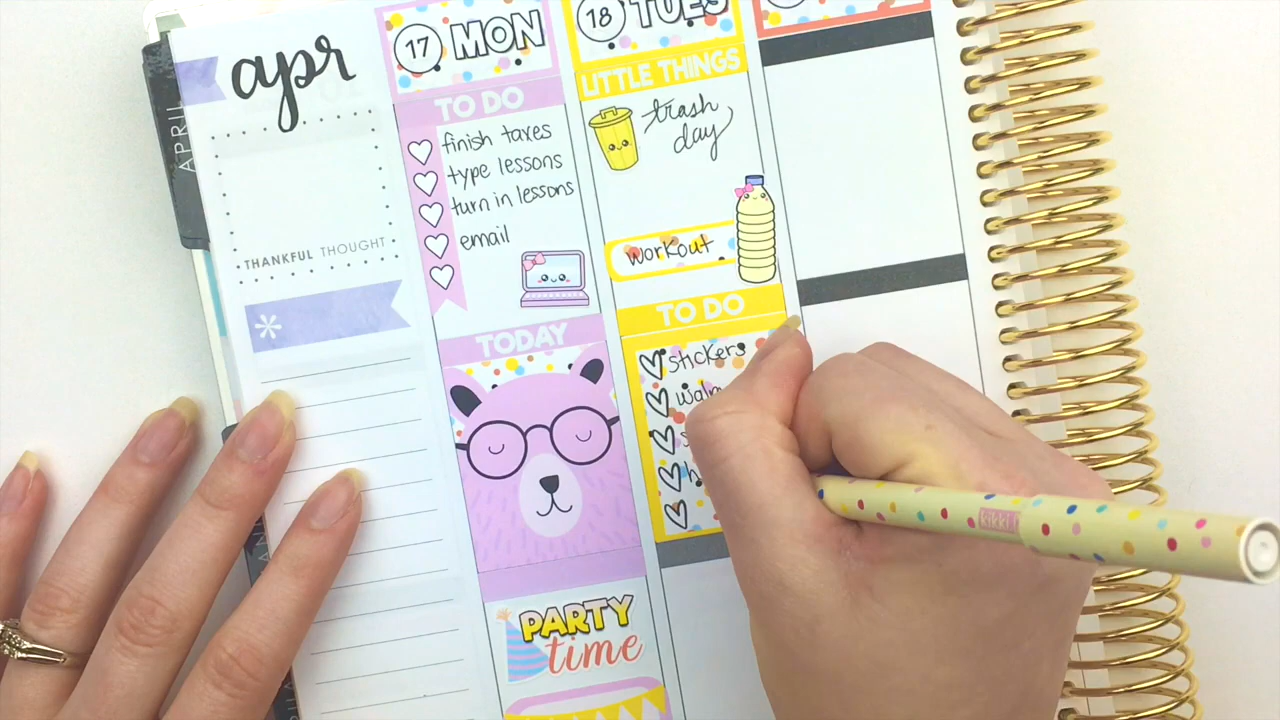 apr
APRIL
THANKFUL THOUGHT
*
17 MON
TO DO
finish taxes
type lessons
turn in lessons
email
TODAY
PARTY
time
18 TUES
LITTLE THINGS
trash
day
workout
TO DO
stickers
kikki